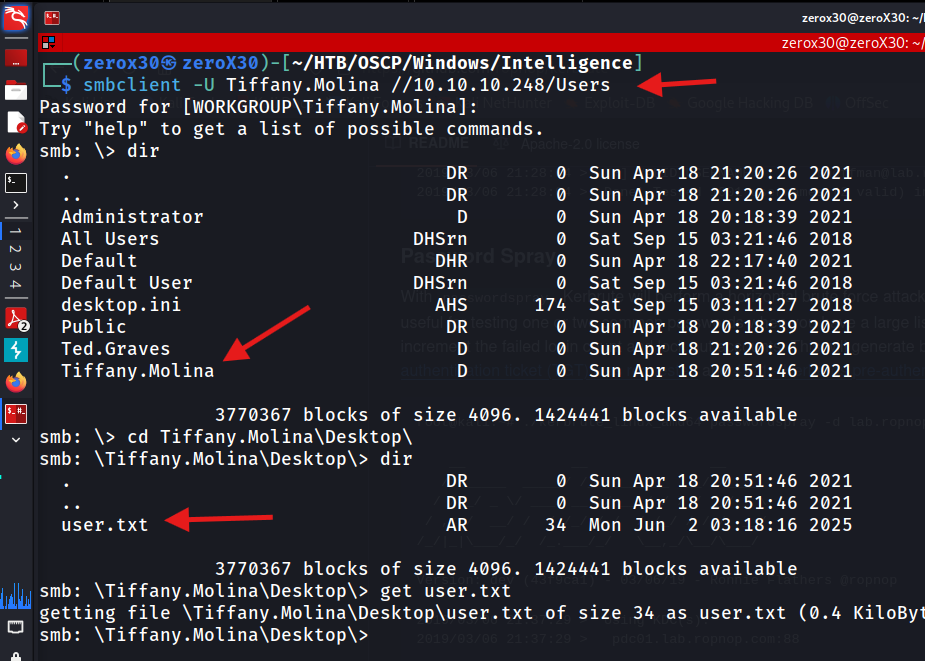 zerox30@zeroX30: ~/
zerox30@zeroX30: ~/
(zerox30㉿zeroX30)-[~/HTB/OSCP/Windows/Intelligence]
$ smbclient -U Tiffany.Molina //10.10.10.248/Users
Password for [WORKGROUP\Tiffany.Molina]:
Try "help" to get a list of possible commands.
smb: \> dir
. DR 0 Sun Apr 18 21:20:26 2021
.. DR 0 Sun Apr 18 21:20:26 2021
Administrator D 0 Sun Apr 18 20:18:39 2021
All Users DHSrn 0 Sat Sep 15 03:21:46 2018
Default DHR 0 Sun Apr 18 22:17:40 2021
Default User DHSrn 0 Sat Sep 15 03:21:46 2018
desktop.ini AHS 174 Sat Sep 15 03:11:27 2018
Public DR 0 Sun Apr 18 20:18:39 2021
Ted.Graves D 0 Sun Apr 18 21:20:26 2021
Tiffany.Molina D 0 Sun Apr 18 20:51:46 2021
3770367 blocks of size 4096. 1424441 blocks available
smb: \> cd Tiffany.Molina\Desktop\
smb: \Tiffany.Molina\Desktop\> dir
. DR 0 Sun Apr 18 20:51:46 2021
.. DR 0 Sun Apr 18 20:51:46 2021
user.txt AR 34 Mon Jun 2 03:18:16 2025
3770367 blocks of size 4096. 1424441 blocks available
smb: \Tiffany.Molina\Desktop\> get user.txt
getting file \Tiffany.Molina\Desktop\user.txt of size 34 as user.txt (0.4 KiloByt
smb: \Tiffany.Molina\Desktop\>
1
2
3
4
2